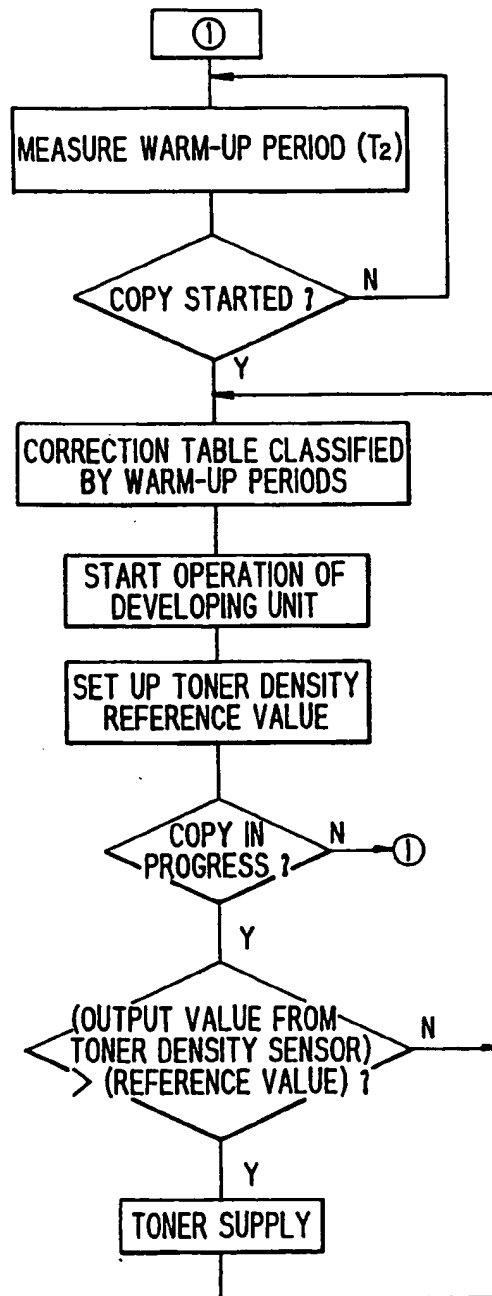 ①
MEASURE WARM-UP PERIOD (T2)
COPY STARTED ?
N
Y
CORRECTION TABLE CLASSIFIED
BY WARM-UP PERIODS
START OPERATION OF
DEVELOPING UNIT
SET UP TONER DENSITY
REFERENCE VALUE
COPY IN
PROGRESS ?
N
①
Y
(OUTPUT VALUE FROM
TONER DENSITY SENSOR)
> (REFERENCE VALUE) ?
N
Y
TONER SUPPLY